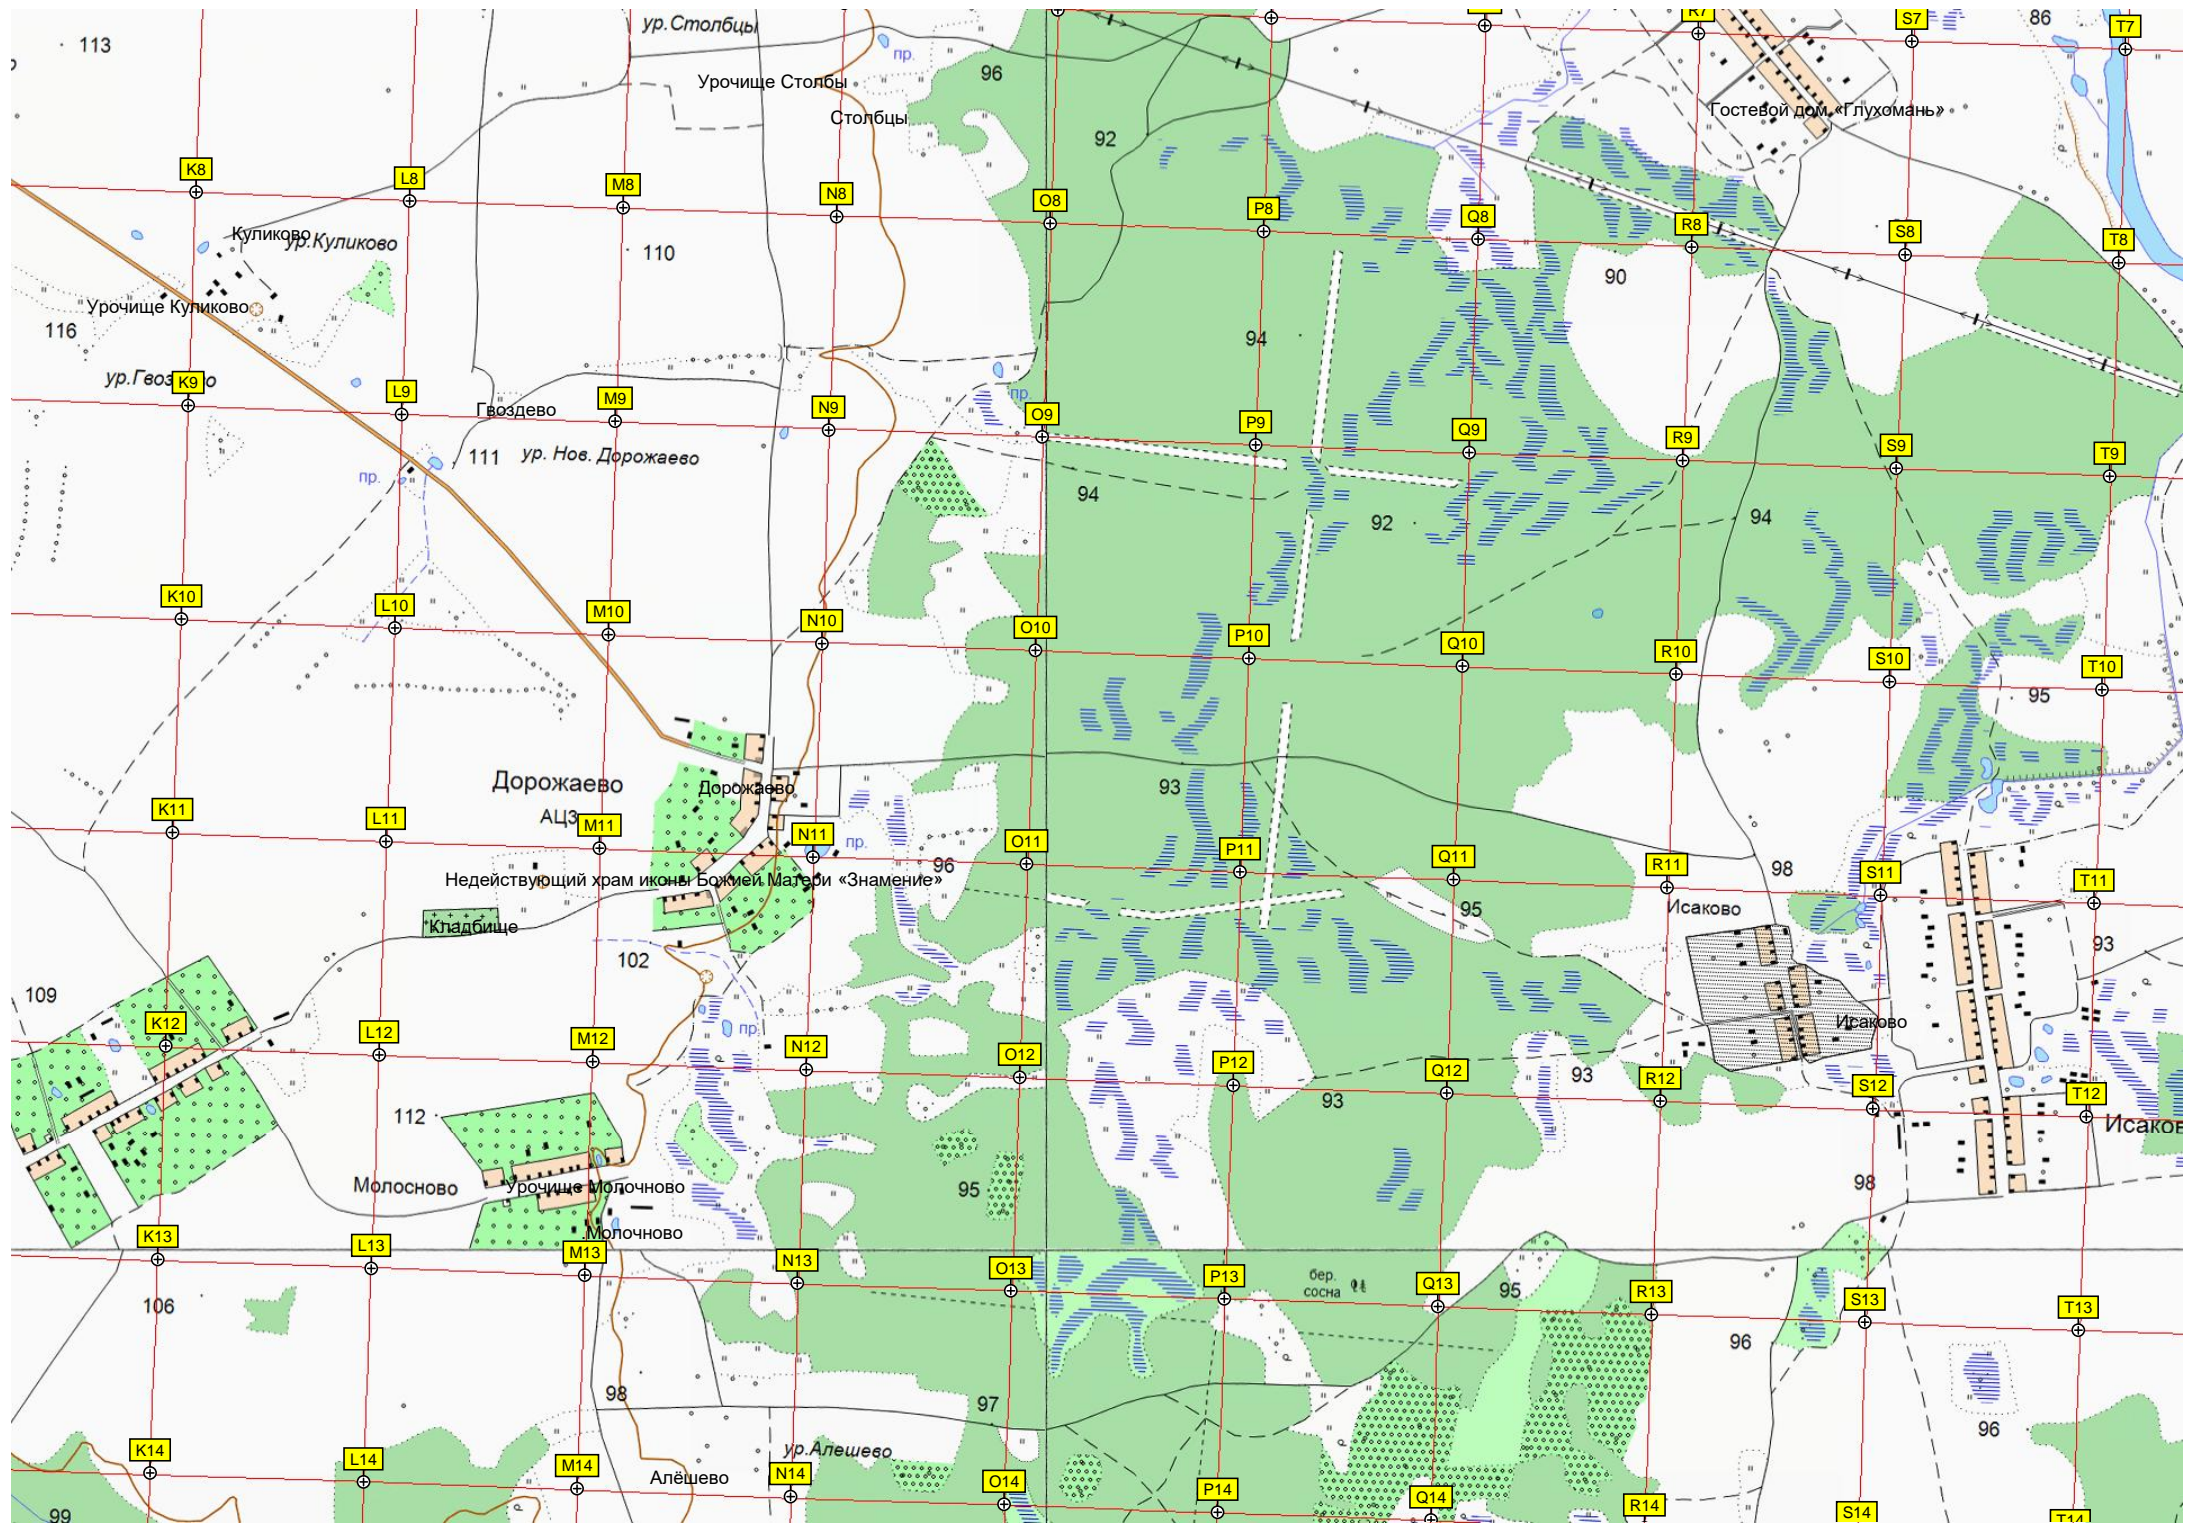 ур.Столбцы
R7
S7
86
T7
113
пр.
96
Урочище Столбы
Столбцы
Гостевой дом «Глухомань»
92
K8
L8
M8
N8
O8
P8
Q8
R8
S8
T8
Куликово
ур.Куликово
110
90
Урочище Куликово
116
94
ур.Гвоз
во
K9
L9
M9
N9
O9
P9
Q9
R9
S9
T9
пр.
Гвоздево
111
ур. Нов. Дорожаево
пр.
94
92
94
K10
L10
M10
N10
O10
P10
Q10
R10
S10
T10
95
Дорожаево
Дорожаево
АЦЗ
93
K11
L11
M11
N11
O11
P11
Q11
R11
S11
T11
пр.
96
98
Недействующий храм иконы Божией Матери «Знамение»
Кладбище
95
Исаково
93
102
109
K12
L12
M12
N12
O12
P12
Q12
R12
S12
T12
пр.
Исаково
93
93
112
Исаков
Молосново
Урочище Молочново
95
98
Молочново
K13
L13
M13
N13
O13
P13
Q13
R13
S13
T13
бер.
сосна
95
106
96
98
97
96
ур.Алешево
Алёшево
K14
L14
M14
N14
O14
P14
Q14
R14
S14
T14
99